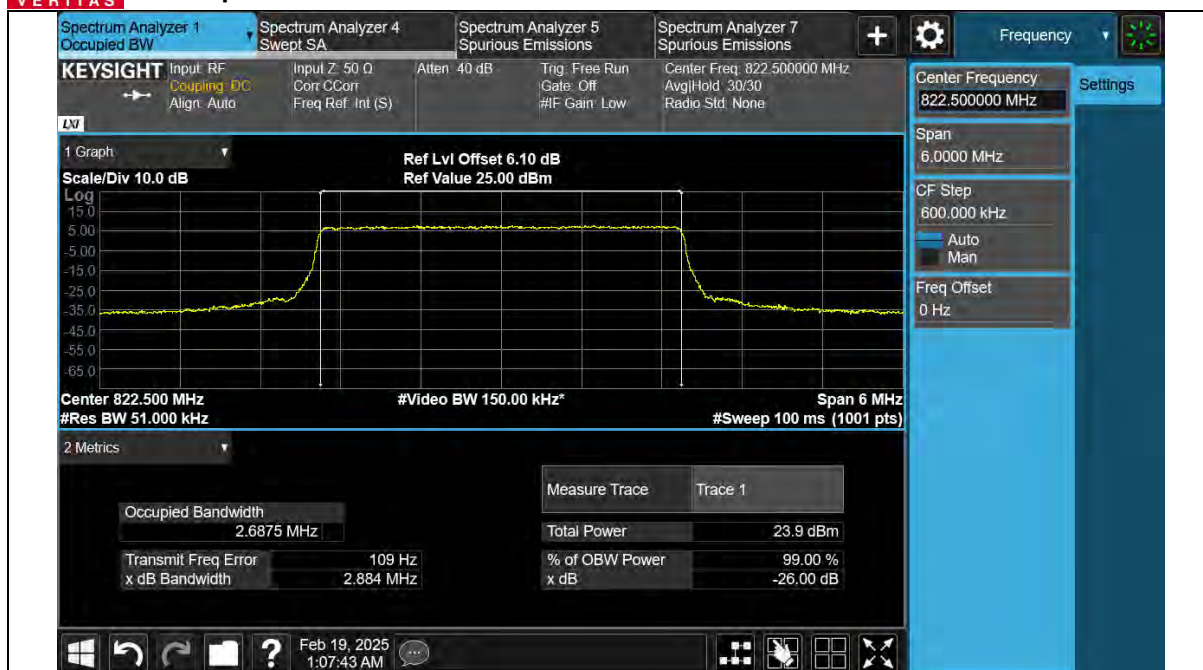 VERITAS
Spectrum Analyzer 1
Occupied BW
Spectrum Analyzer 4
Swept SA
Spectrum Analyzer 5
Spurious Emissions
Spectrum Analyzer 7
Spurious Emissions
+
Frequency
KEYSIGHT
LXI
Input: RF
Coupling: DC
Align: Auto
Input Z: 50 Ω
Corr CCorr
Freq Ref: Int (S)
Atten: 40 dB
Trig: Free Run
Gate: Off
#IF Gain: Low
Center Freq: 822.500000 MHz
Avg|Hold: 30/30
Radio Std: None
Center Frequency
822.500000 MHz
Settings
Span
6.0000 MHz
CF Step
600.000 kHz
Auto
Man
Freq Offset
0 Hz
1 Graph
Scale/Div 10.0 dB
Ref Lvl Offset 6.10 dB
Ref Value 25.00 dBm
Log
15.0
5.00
-5.00
-15.0
-25.0
-35.0
-45.0
-55.0
-65.0
Center 822.500 MHz
#Video BW 150.00 kHz*
Span 6 MHz
#Res BW 51.000 kHz
#Sweep 100 ms (1001 pts)
2 Metrics
Measure Trace
Trace 1
Occupied Bandwidth
2.6875 MHz
Total Power
23.9 dBm
Transmit Freq Error
109 Hz
% of OBW Power
99.00 %
x dB Bandwidth
2.884 MHz
x dB
-26.00 dB
?
Feb 19, 2025
1:07:43 AM